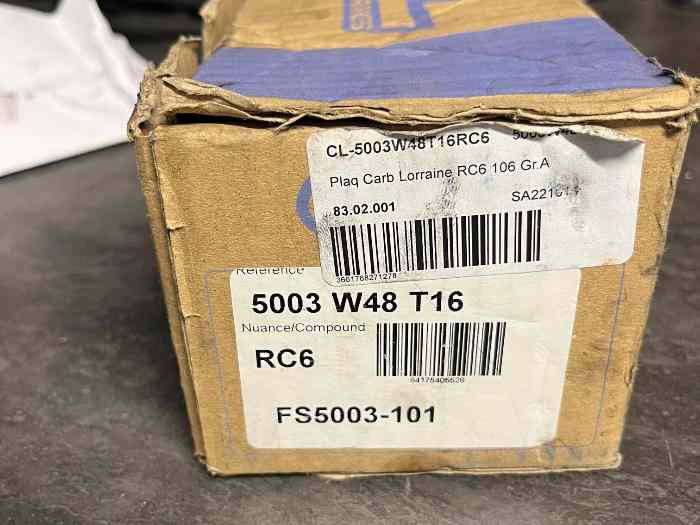 CL-5003W48T16RC6
Plaq Carb Lorraine RC6 106 Gr.A
83.02.001
3661768271278
Reference
5003 W48 T16
Nuance/Compound
RC6
FS5003-101